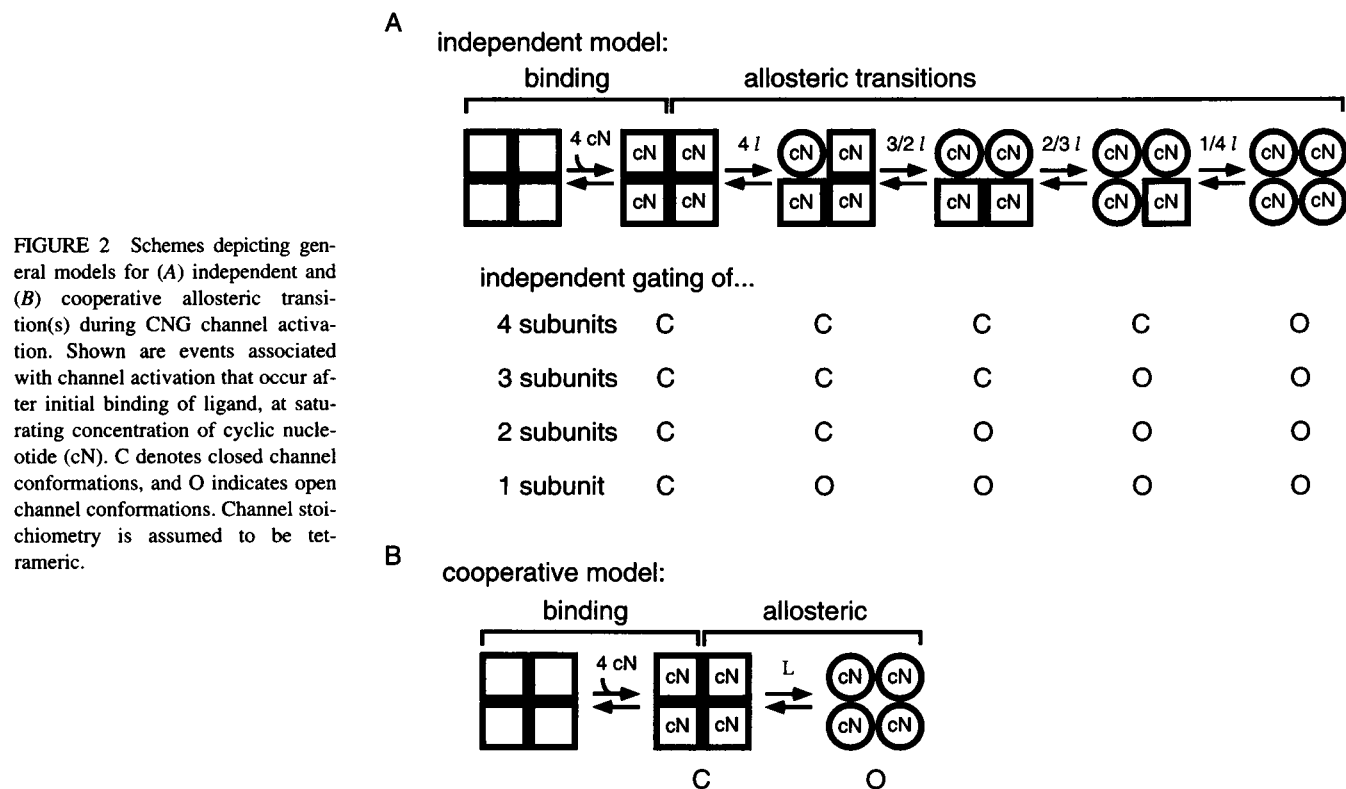 FIGURE 2 Schemes depicting gen-
eral models for (A) independent and
(B) cooperative allosteric transi-
tion(s) during CNG channel activa-
tion. Shown are events associated
with channel activation that occur af-
ter initial binding of ligand, at satu-
rating concentration of cyclic nucle-
otide (cN). C denotes closed channel
conformations, and O indicates open
channel conformations. Channel stoi-
chiometry is assumed to be tet-
rameric.
A
independent model:
binding allosteric transitions
4 cN 4 l 3/2 l 2/3 l 1/4 l
cN cN cN cN cN cN cN cN cN cN
cN cN cN cN cN cN cN cN cN cN
independent gating of...
4 subunits C C C C O
3 subunits C C C O O
2 subunits C C O O O
1 subunit C O O O O
B
cooperative model:
binding allosteric
4 cN L
cN cN cN cN
cN cN cN cN
C O